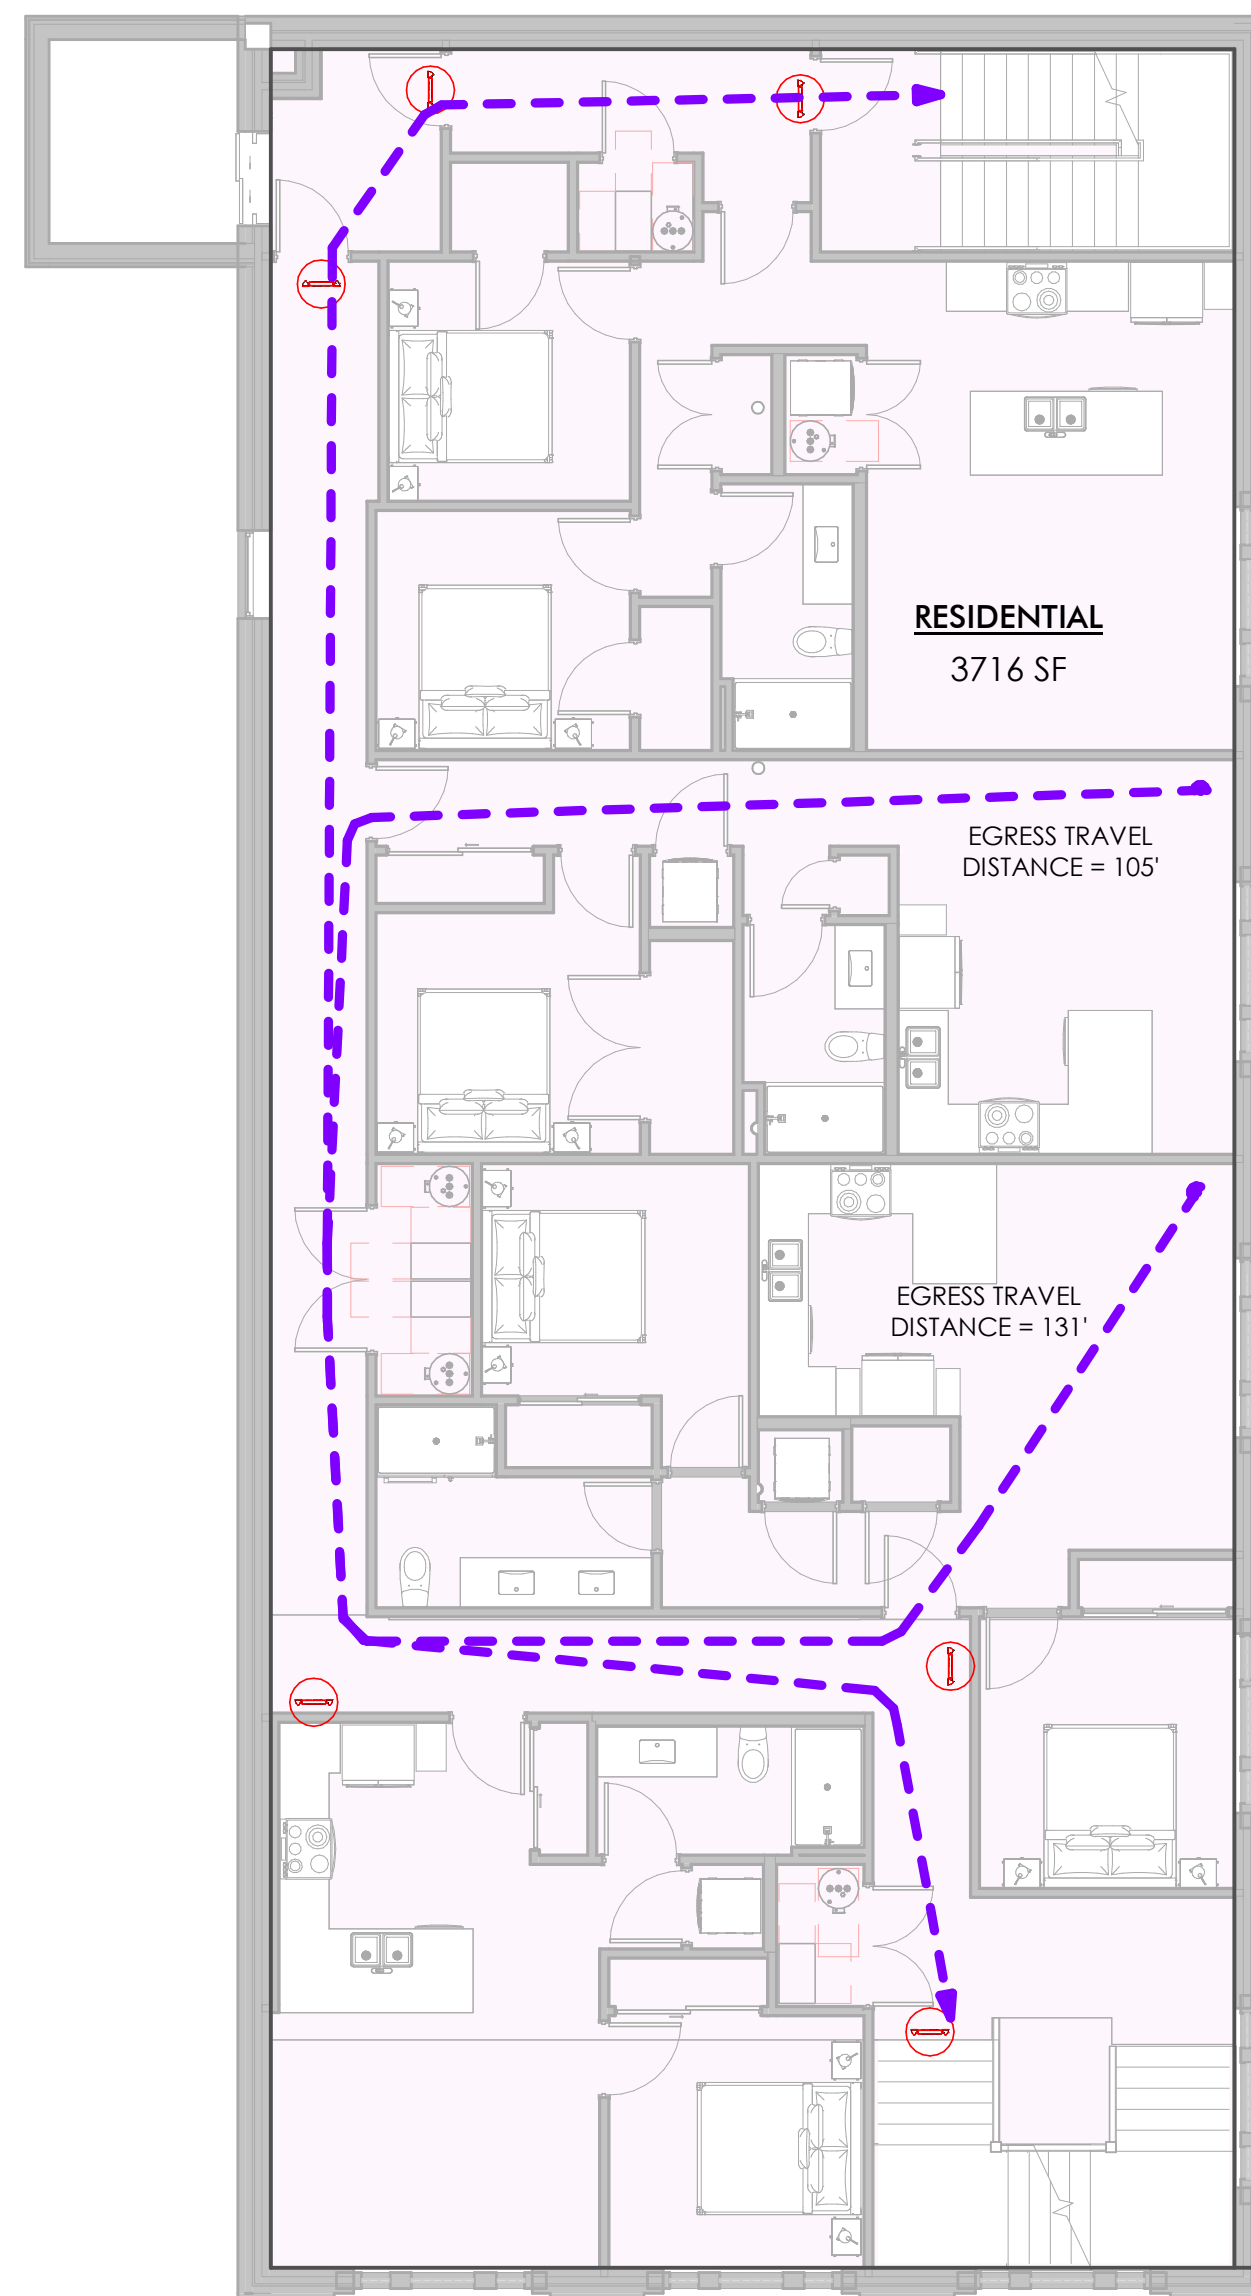 RESIDENTIAL
3716 SF
EGRESS TRAVEL
DISTANCE = 105'
EGRESS TRAVEL
DISTANCE = 131'